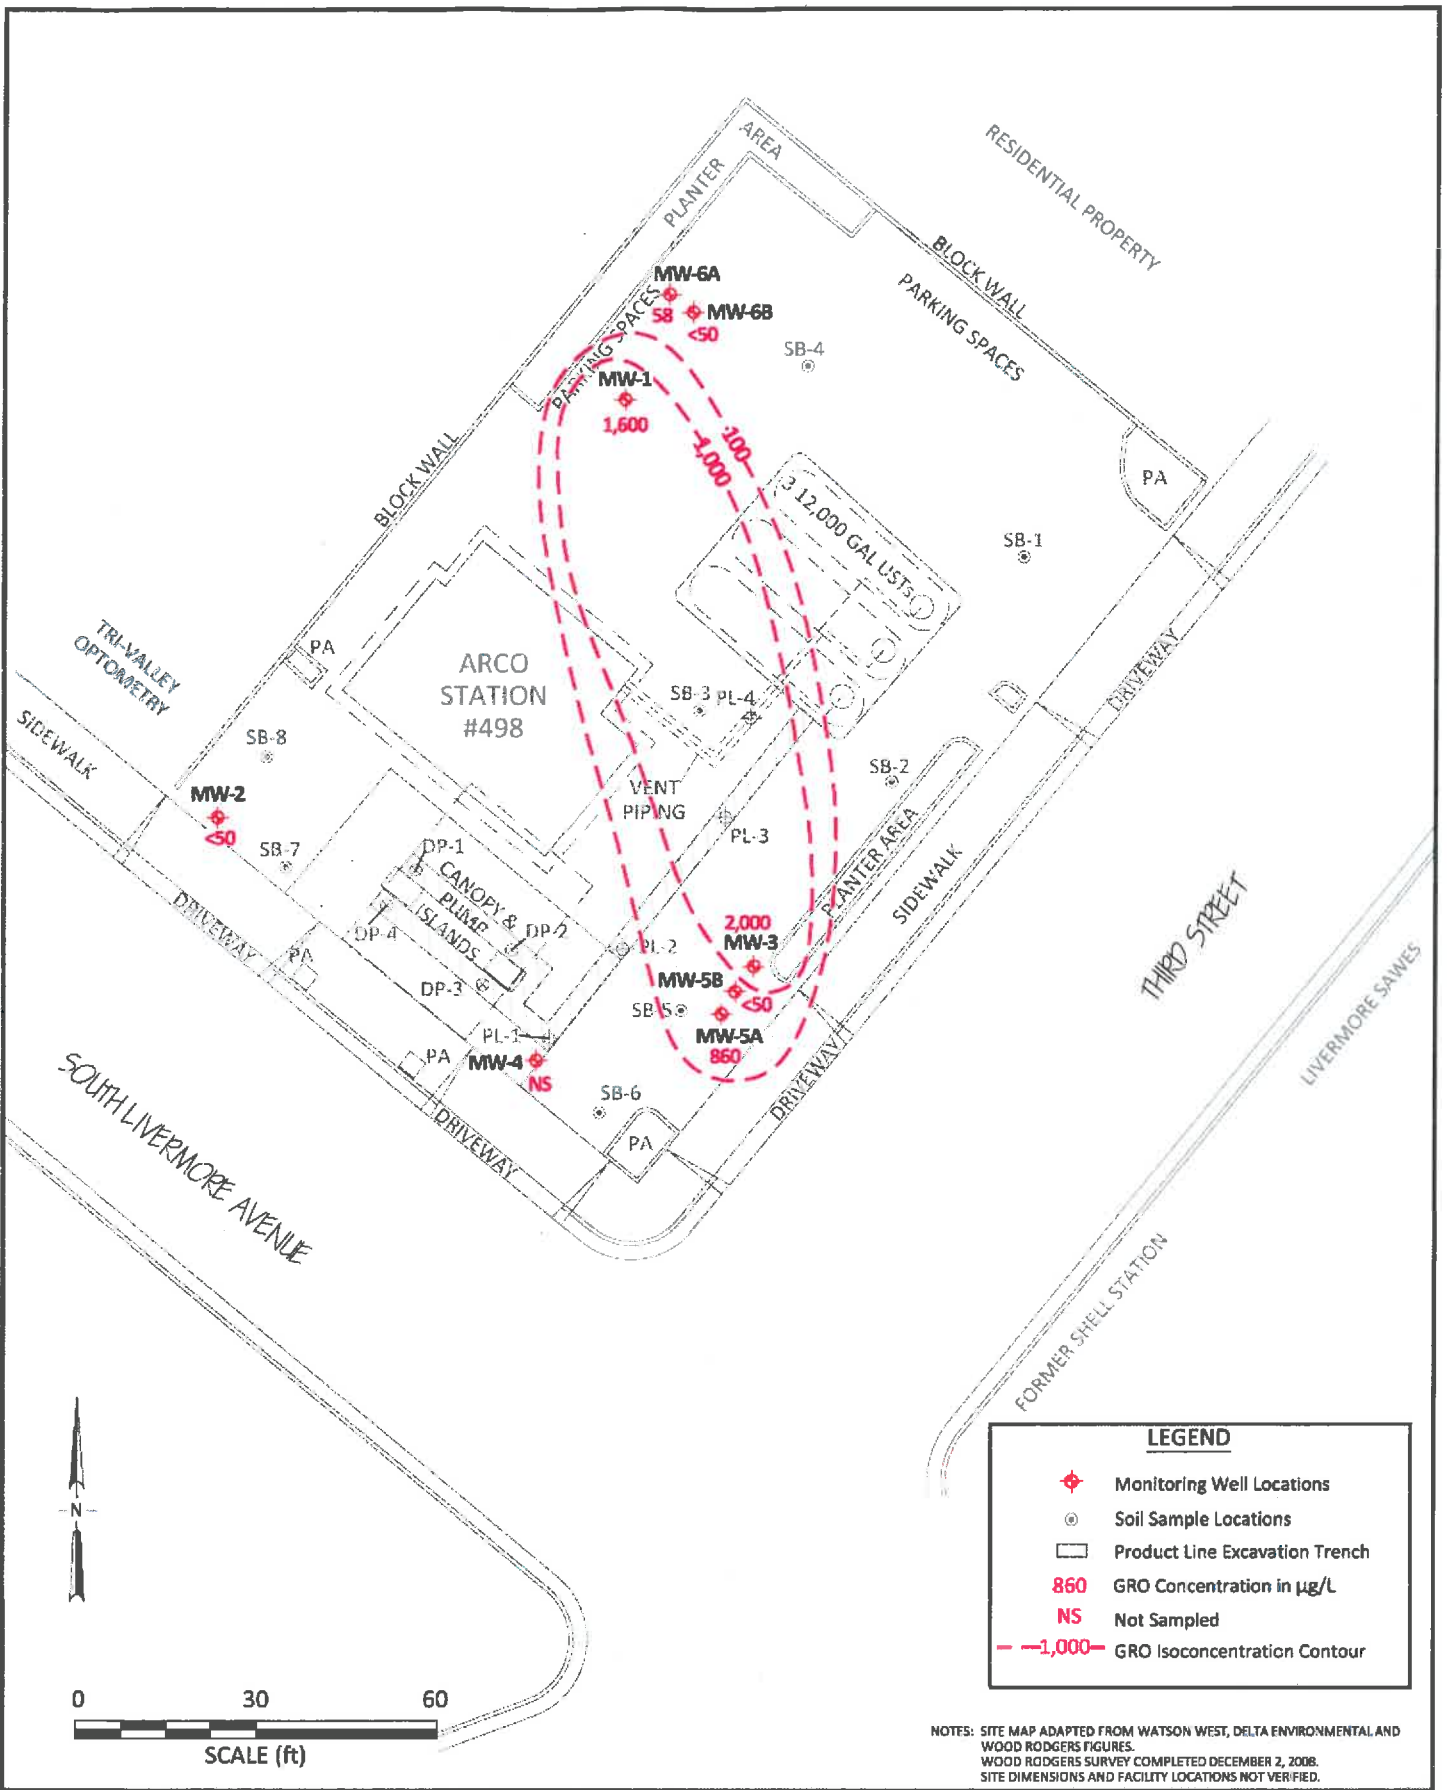 AREA
PLANTER
RESIDENTIAL PROPERTY
BLOCK WALL
PARKING SPACES
MW-6A
58
MW-6B
<50
PARKING SPACES
SB-4
MW-1
1,600
100
1,000
BLOCK WALL
3 12,000 GAL USTs
PA
SB-1
TRI-VALLEY
OPTOMETRY
PA
ARCO
STATION
#498
SB-3
PL-4
DRIVEWAY
SIDEWALK
SB-8
MW-2
<50
SB-7
VENT
PIPING
SB-2
PL-3
PLANTER AREA
SIDEWALK
DP-1
CANOPY &
PUMP
ISLANDS
DP-2
DP-4
DP-3
DRIVEWAY
PA
PL-2
2,000
MW-3
MW-5B
<50
SB-5
MW-5A
860
PL-1
PA
MW-4
NS
SB-6
PA
DRIVEWAY
DRIVEWAY
THIRD STREET
LIVERMORE SAWES
SOUTH LIVERMORE AVENUE
FORMER SHELL STATION
N
LEGEND
Monitoring Well Locations
Soil Sample Locations
Product Line Excavation Trench
860 GRO Concentration in µg/L
NS Not Sampled
1,000 GRO Isoconcentration Contour
0 30 60
SCALE (ft)
NOTES: SITE MAP ADAPTED FROM WATSON WEST, DELTA ENVIRONMENTAL AND
WOOD RODGERS FIGURES.
WOOD RODGERS SURVEY COMPLETED DECEMBER 2, 2008.
SITE DIMENSIONS AND FACILITY LOCATIONS NOT VERIFIED.